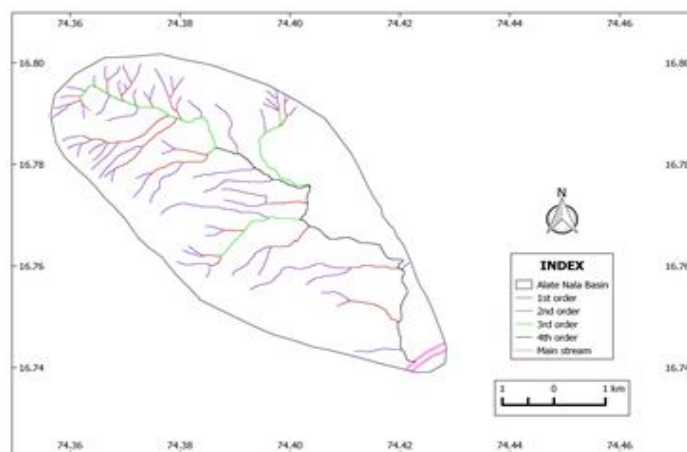 74.36 74.38 74.40 74.42 74.44 74.46
16.80 16.80
16.78 16.78
N
INDEX
Alate Nala Basin
1st order
2nd order
3rd order
4th order
Main stream
16.76 16.76
16.74 16.74
1 0 1 km
74.36 74.38 74.40 74.42 74.44 74.46